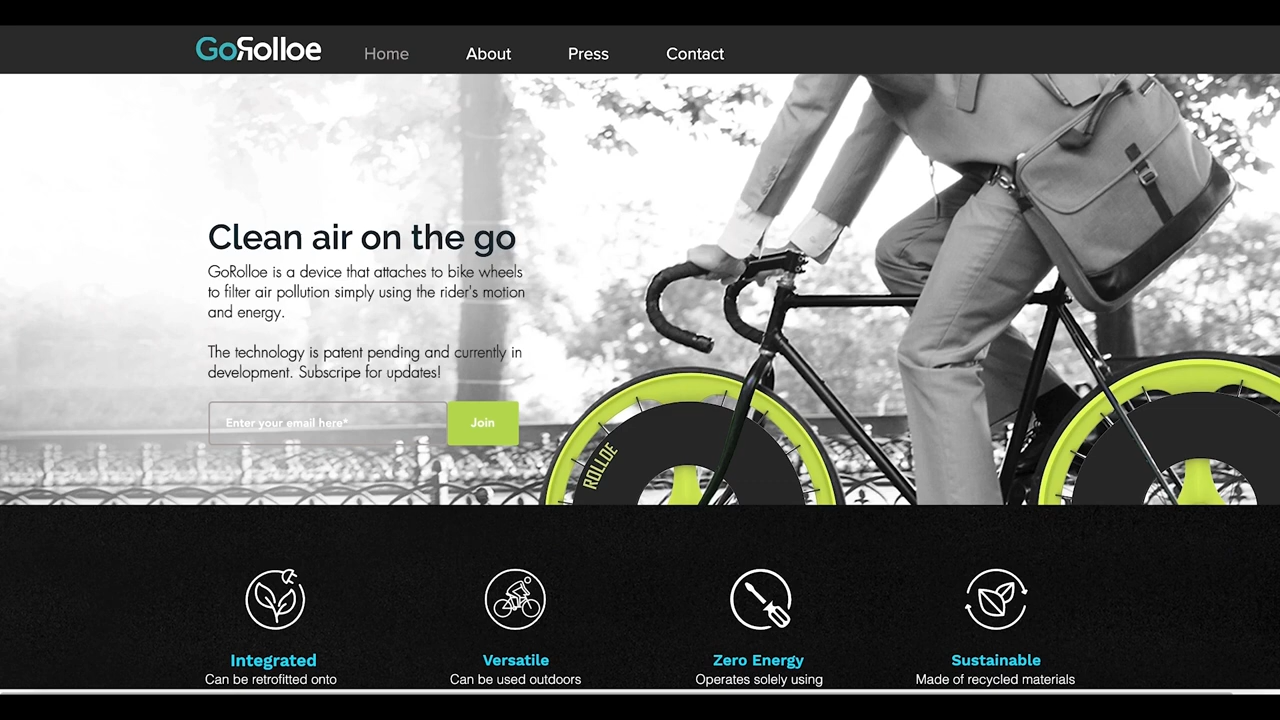 GoRolloe
Home
About
Press
Contact
Clean air on the go
GoRolloe is a device that attaches to bike wheels
to filter air pollution simply using the rider's motion
and energy.
The technology is patent pending and currently in
development. Subscripe for updates!
Enter your email here*
Join
ROLLOE
Integrated
Can be retrofitted onto
Versatile
Can be used outdoors
Zero Energy
Operates solely using
Sustainable
Made of recycled materials